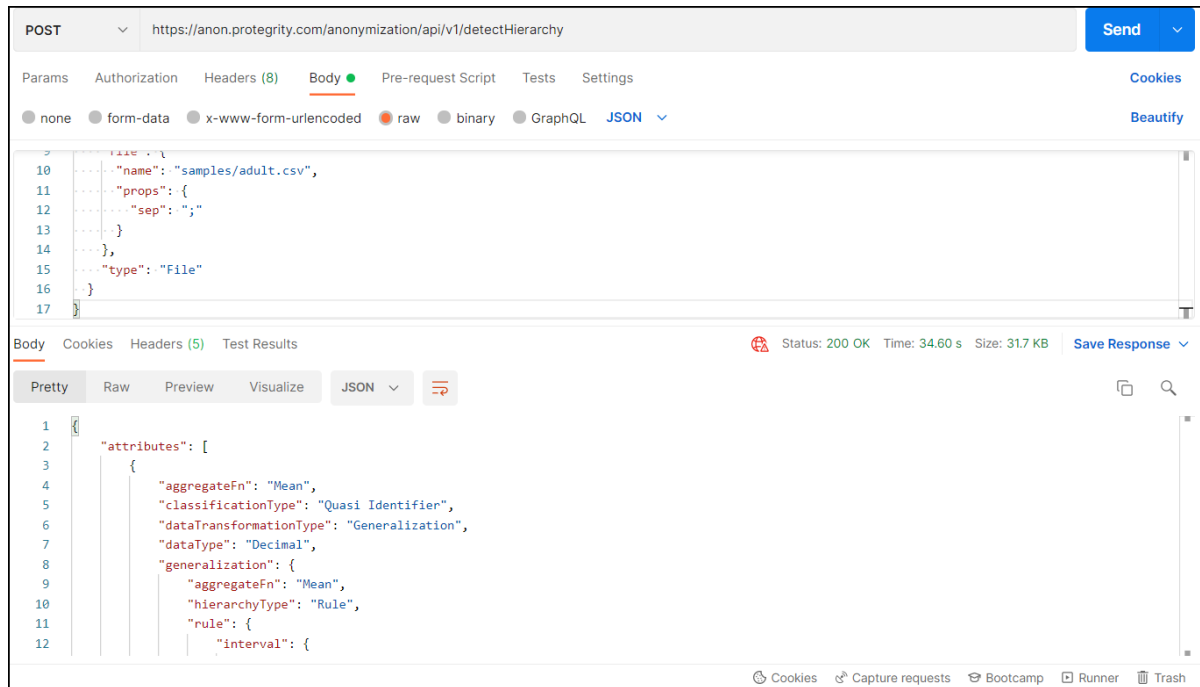 POST https://anon.protegrity.com/anonymization/api/v1/detectHierarchy Send
Params Authorization Headers (8) Body Pre-request Script Tests Settings Cookies
none form-data x-www-form-urlencoded raw binary GraphQL JSON Beautify
9 "file": {
10 "name": "samples/adult.csv",
11 "props": {
12 "sep": ";"
13 }
14 },
15 "type": "File"
16 }
17 }
Body Cookies Headers (5) Test Results Status: 200 OK Time: 34.60 s Size: 31.7 KB Save Response
Pretty Raw Preview Visualize JSON
1 {
2 "attributes": [
3 {
4 "aggregateFn": "Mean",
5 "classificationType": "Quasi Identifier",
6 "dataTransformationType": "Generalization",
7 "dataType": "Decimal",
8 "generalization": {
9 "aggregateFn": "Mean",
10 "hierarchyType": "Rule",
11 "rule": {
12 "interval": {
Cookies Capture requests Bootcamp Runner Trash